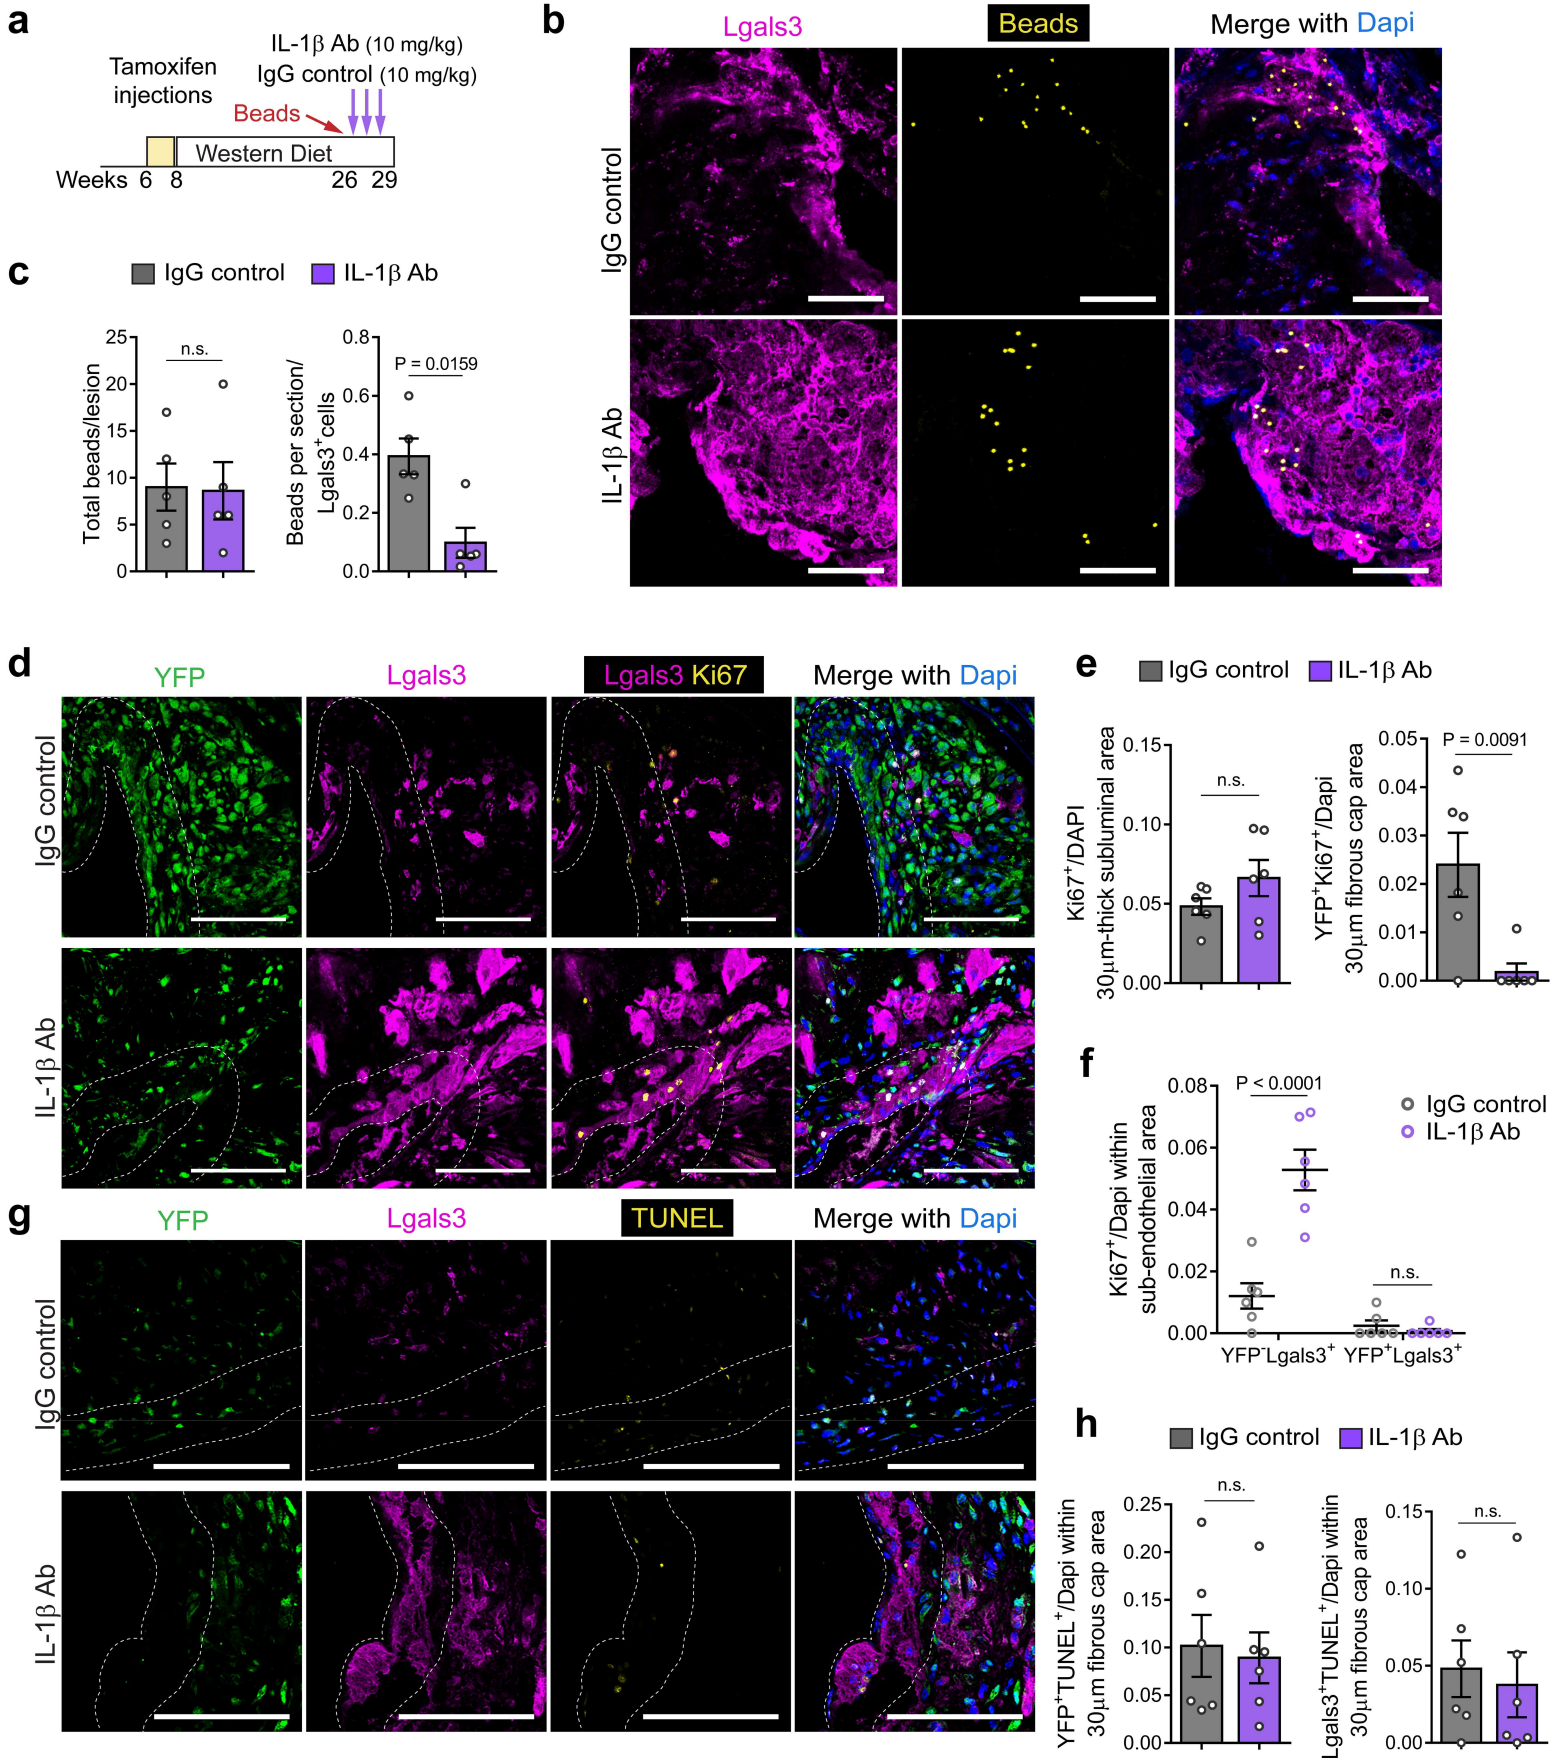 a
IL-1β Ab (10 mg/kg)
Tamoxifen
injections
IgG control (10 mg/kg)
Beads
Western Diet
Weeks 6 8 26 29
b
Lgals3 Beads Merge with Dapi
IgG control
IL-1β Ab
c
IgG control IL-1β Ab
Total beads/lesion
25
20
15
10
5
0
n.s.
Beads per section/
Lgals3+cells
0.8
0.6
0.4
0.2
0.0
P = 0.0159
d
YFP Lgals3 Lgals3 Ki67 Merge with Dapi
IgG control
IL-1β Ab
e
IgG control IL-1β Ab
Ki67+/DAPI
30μm-thick subluminal area
0.15
0.10
0.05
0.00
n.s.
YFP+Ki67+/Dapi
30μm fibrous cap area
0.05
0.04
0.03
0.02
0.01
0.00
P = 0.0091
f
Ki67+/Dapi within
sub-endothelial area
0.08
0.06
0.04
0.02
0.00
P < 0.0001
n.s.
IgG control
IL-1β Ab
YFP-Lgals3+ YFP+Lgals3+
g
YFP Lgals3 TUNEL Merge with Dapi
IgG control
IL-1β Ab
h
IgG control IL-1β Ab
YFP+TUNEL+/Dapi within
30μm fibrous cap area
0.25
0.20
0.15
0.10
0.05
0.00
n.s.
Lgals3+TUNEL+/Dapi within
30μm fibrous cap area
0.15
0.10
0.05
0.00
n.s.